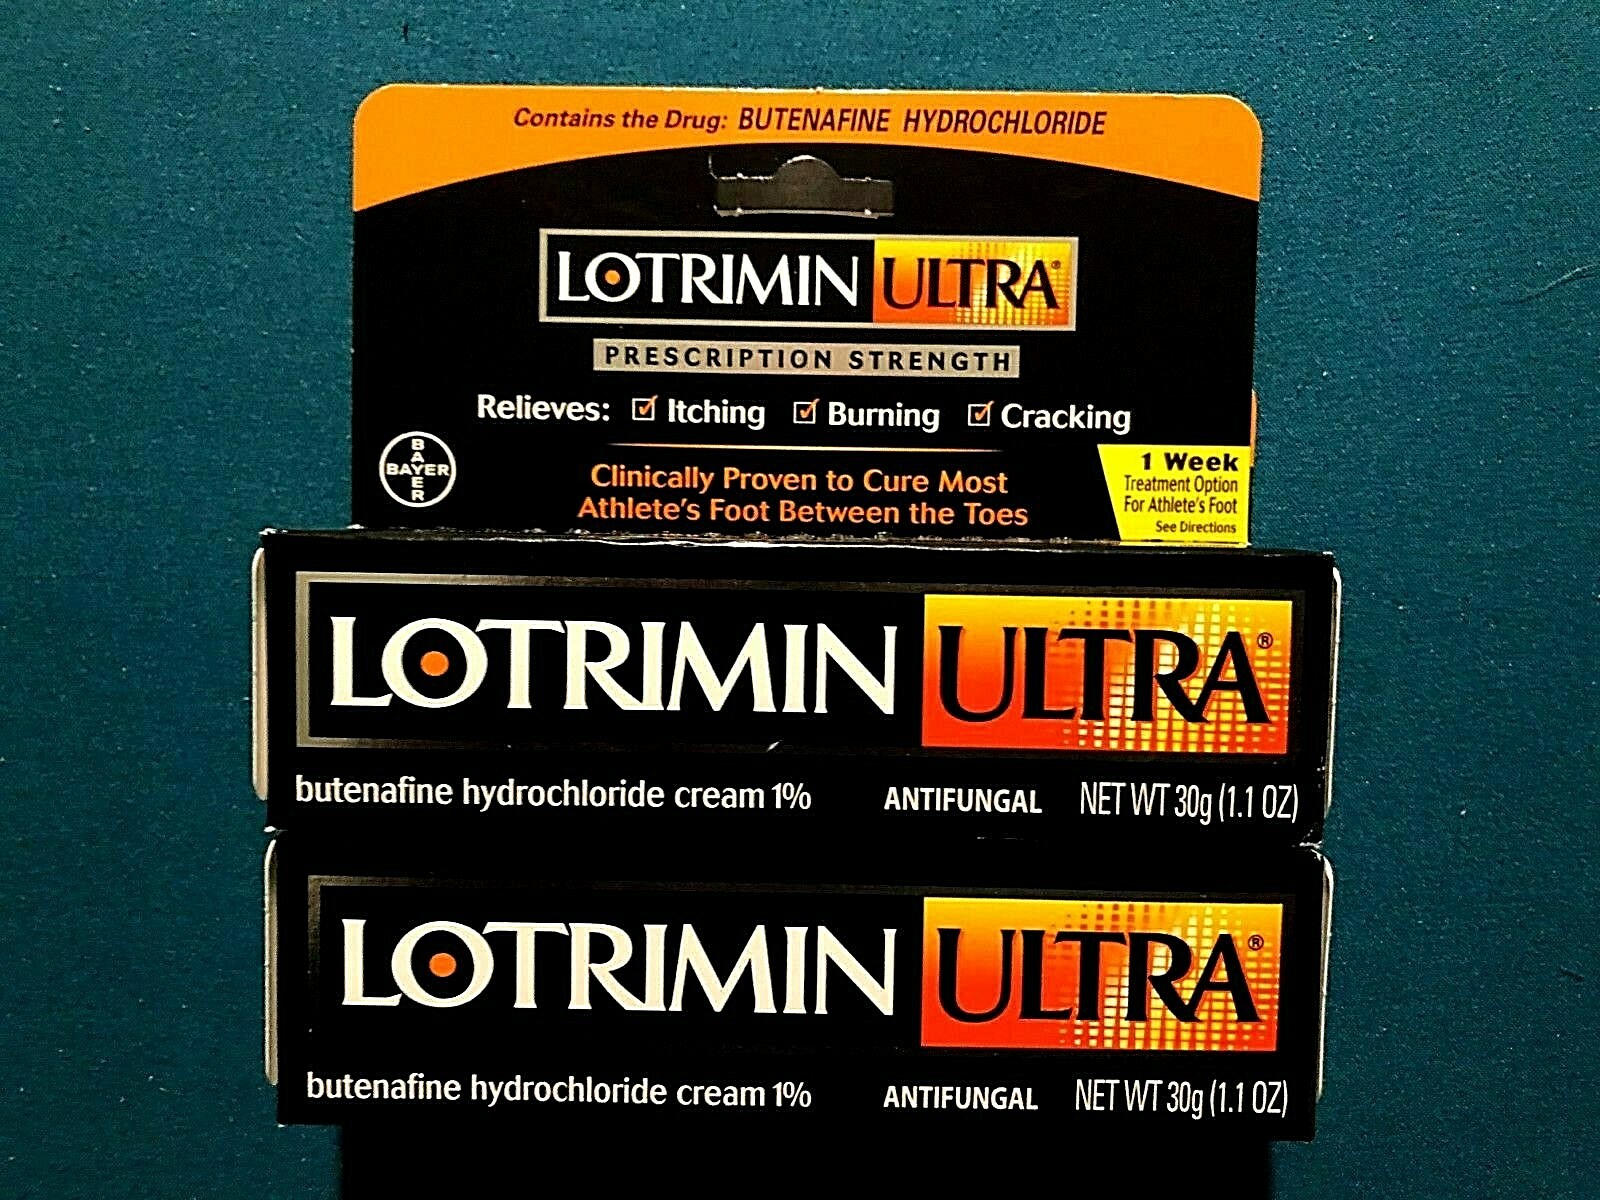 Contains the Drug: BUTENAFINE HYDROCHLORIDE
LOTRIMIN ULTRA®
PRESCRIPTION STRENGTH
Relieves: ☑ Itching ☑ Burning ☑ Cracking
BAYER
BAYER
Clinically Proven to Cure Most
Athlete's Foot Between the Toes
1 Week
Treatment Option
For Athlete's Foot
See Directions
LOTRIMIN ULTRA®
butenafine hydrochloride cream 1% ANTIFUNGAL NET WT 30g (1.1 OZ)
LOTRIMIN ULTRA®
butenafine hydrochloride cream 1% ANTIFUNGAL NET WT 30g (1.1 OZ)